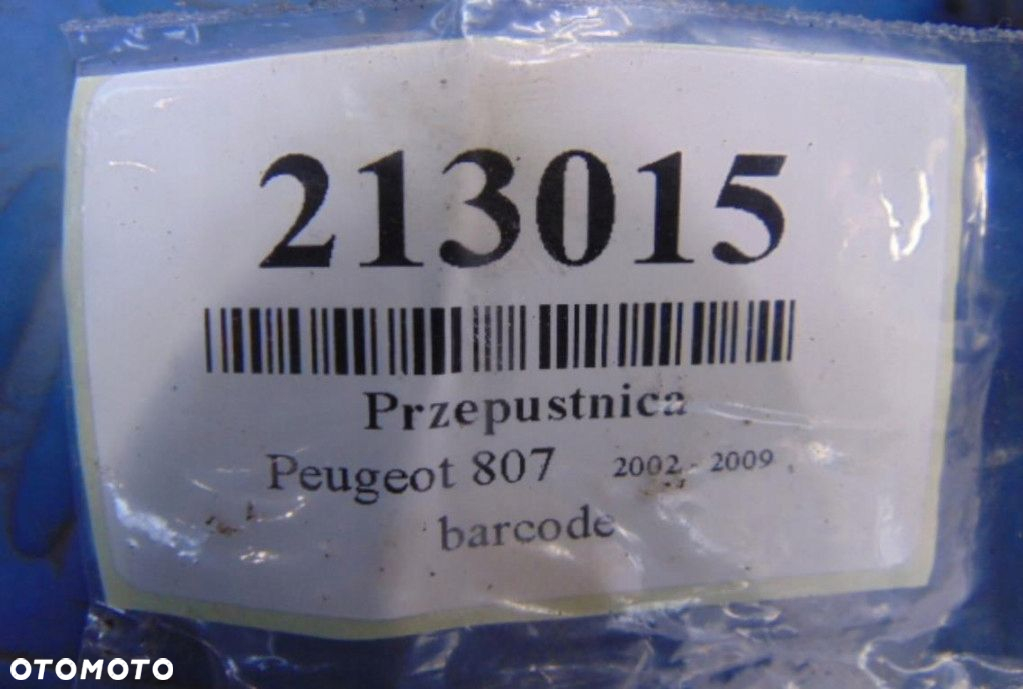 213015
Przepustnica
Peugeot 807 2002 - 2009
barcode
OTOMOTO